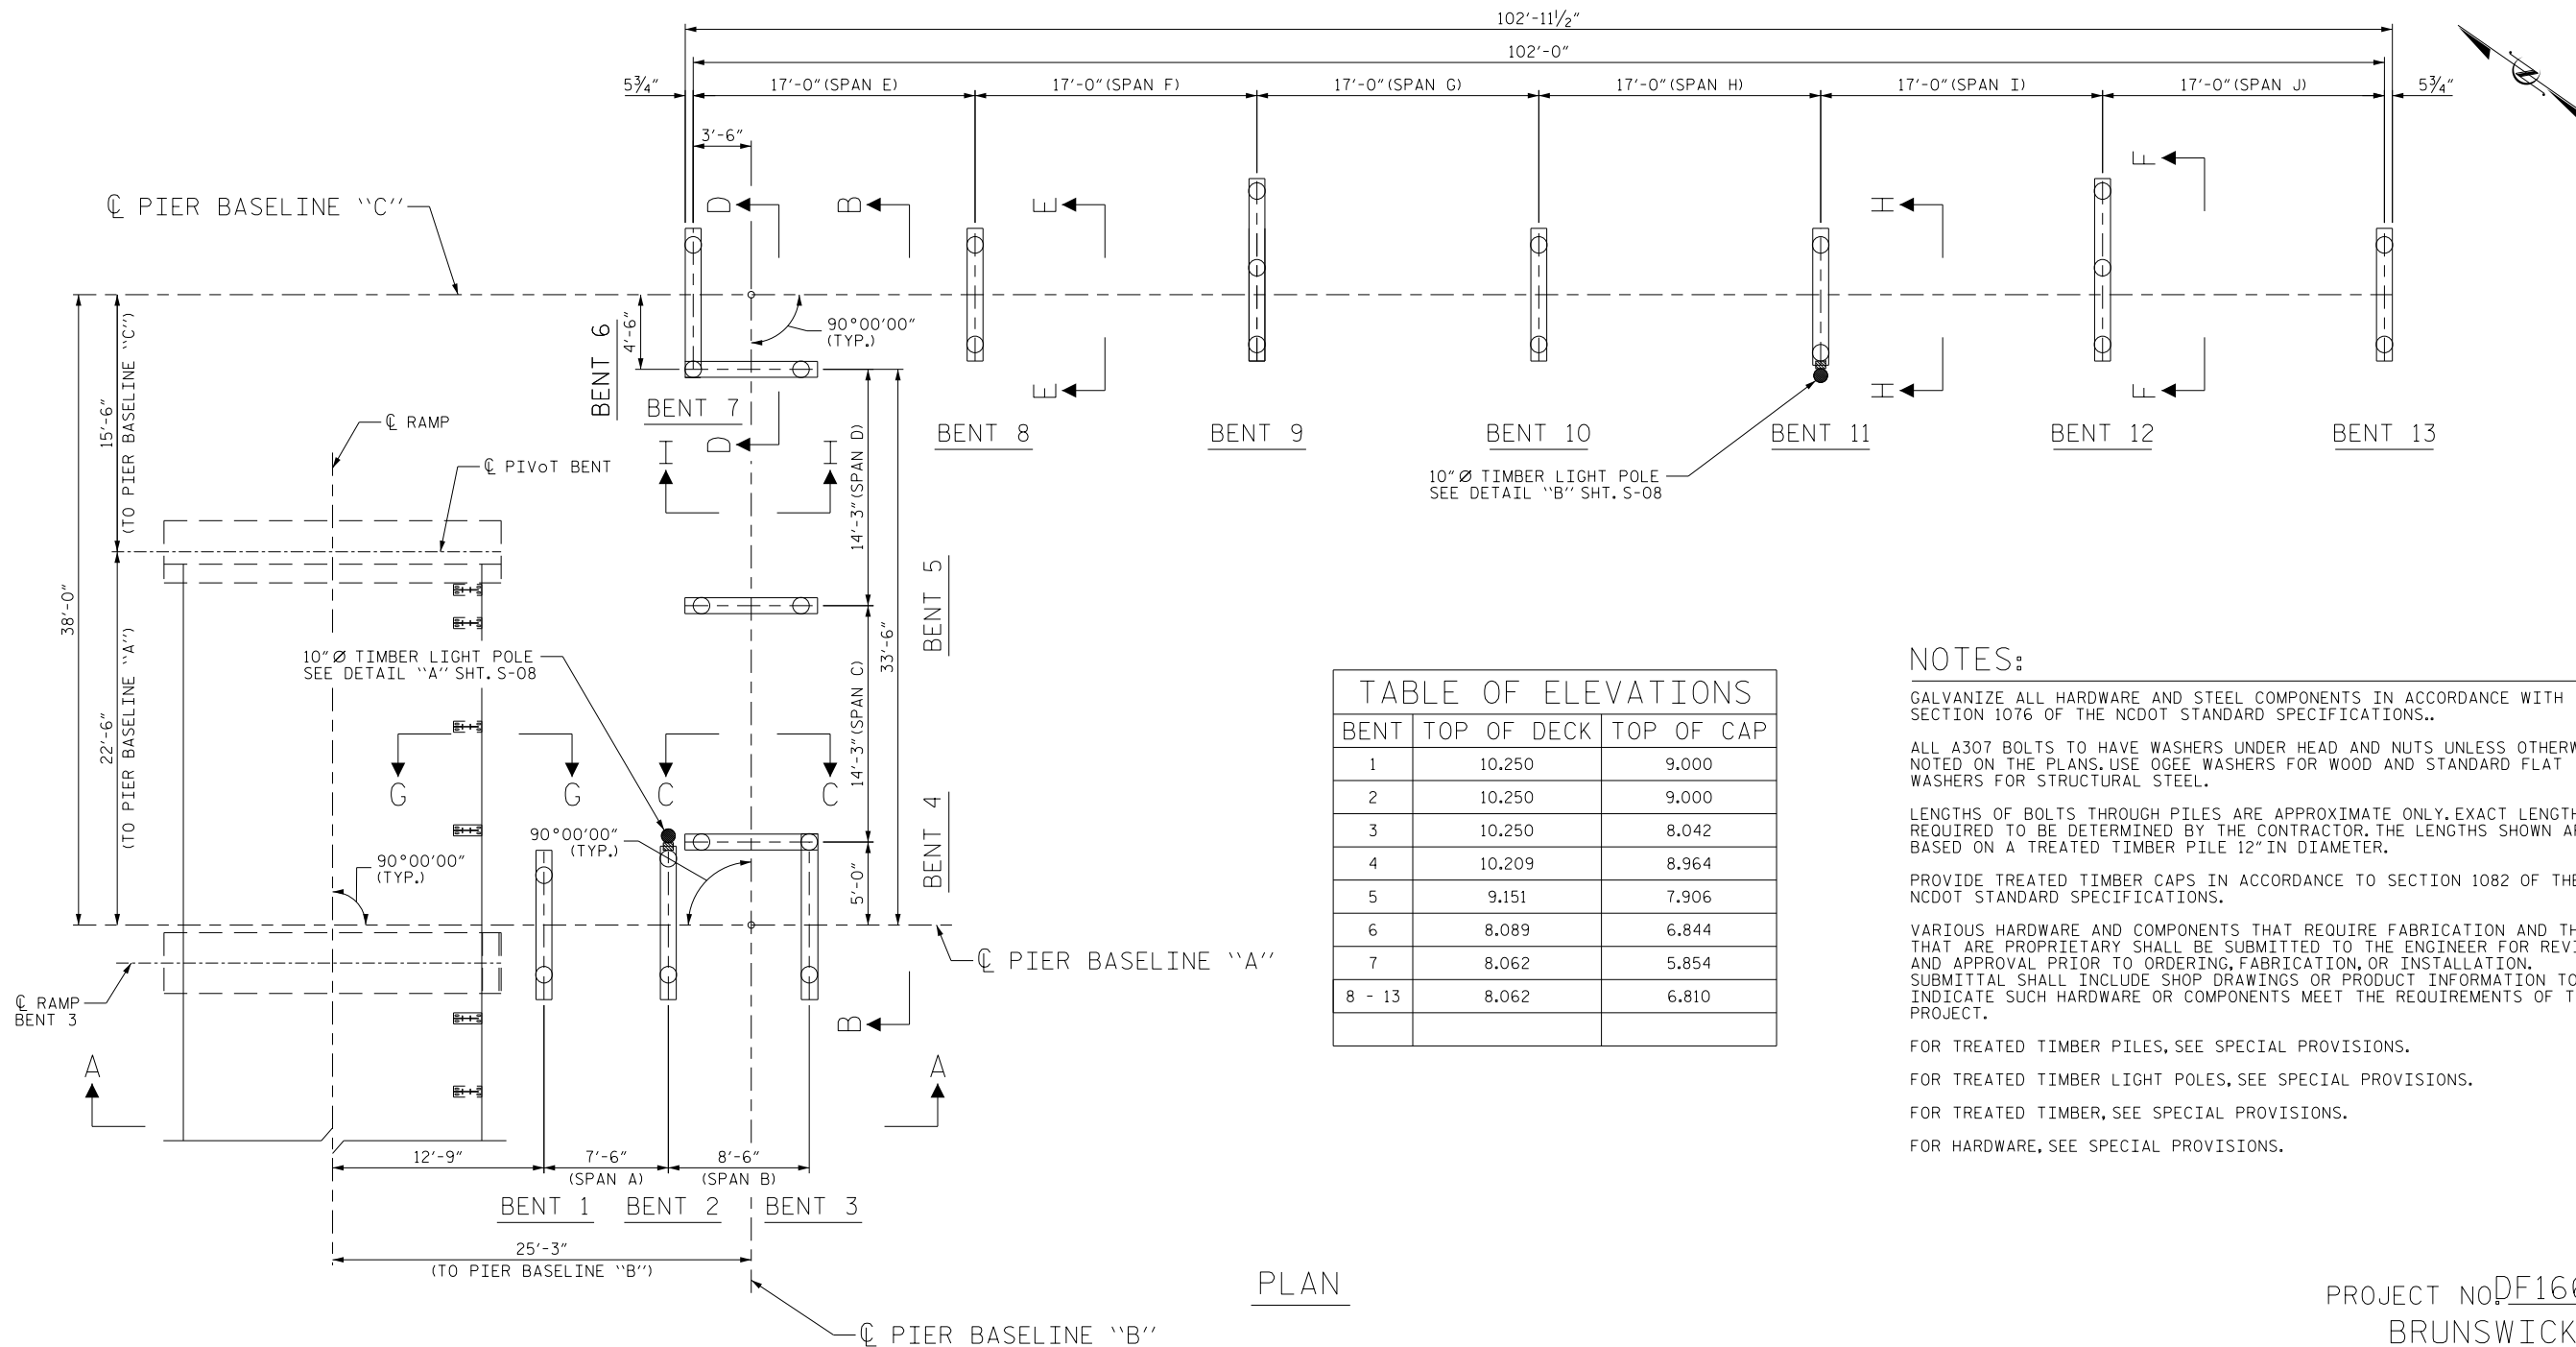 102'-11½"
102'-0"
5¾"
17'-0"(SPAN E)
17'-0"(SPAN F)
17'-0"(SPAN G)
17'-0"(SPAN H)
17'-0"(SPAN I)
17'-0"(SPAN J)
5¾"
3'-6"
℄ PIER BASELINE ``C''
D
B
E
H
F
N
4'-6"
BENT 6
90°00'00"
(TYP.)
BENT 7
D
E
H
F
BENT 8
BENT 9
BENT 10
BENT 11
BENT 12
BENT 13
10" Ø TIMBER LIGHT POLE
SEE DETAIL ``B'' SHT. S-08
15'-6"
(TO PIER BASELINE ``C'')
℄ RAMP
℄ PIVoT BENT
I
I
14'-3"(SPAN D)
38'-0"
22'-6"
(TO PIER BASELINE ``A'')
33'-6"
BENT 5
10" Ø TIMBER LIGHT POLE
SEE DETAIL ``A'' SHT. S-08
14'-3"(SPAN C)
G
G
C
C
BENT 4
90°00'00"
(TYP.)
90°00'00"
(TYP.)
5'-0"
℄ PIER BASELINE ``A''
℄ RAMP
BENT 3
B
A
A
12'-9"
7'-6"
(SPAN A)
8'-6"
(SPAN B)
BENT 1
BENT 2
BENT 3
25'-3"
(TO PIER BASELINE ``B'')
℄ PIER BASELINE ``B''
PLAN
TABLE OF ELEVATIONS
BENT TOP OF DECK TOP OF CAP
1 10.250 9.000
2 10.250 9.000
3 10.250 8.042
4 10.209 8.964
5 9.151 7.906
6 8.089 6.844
7 8.062 5.854
8 - 13 8.062 6.810
NOTES:
GALVANIZE ALL HARDWARE AND STEEL COMPONENTS IN ACCORDANCE WITH
SECTION 1076 OF THE NCDOT STANDARD SPECIFICATIONS..
ALL A307 BOLTS TO HAVE WASHERS UNDER HEAD AND NUTS UNLESS OTHERW
NOTED ON THE PLANS. USE OGEE WASHERS FOR WOOD AND STANDARD FLAT
WASHERS FOR STRUCTURAL STEEL.
LENGTHS OF BOLTS THROUGH PILES ARE APPROXIMATE ONLY. EXACT LENGTH
REQUIRED TO BE DETERMINED BY THE CONTRACTOR. THE LENGTHS SHOWN AR
BASED ON A TREATED TIMBER PILE 12" IN DIAMETER.
PROVIDE TREATED TIMBER CAPS IN ACCORDANCE TO SECTION 1082 OF THE
NCDOT STANDARD SPECIFICATIONS.
VARIOUS HARDWARE AND COMPONENTS THAT REQUIRE FABRICATION AND TH
THAT ARE PROPRIETARY SHALL BE SUBMITTED TO THE ENGINEER FOR REVI
AND APPROVAL PRIOR TO ORDERING, FABRICATION, OR INSTALLATION.
SUBMITTAL SHALL INCLUDE SHOP DRAWINGS OR PRODUCT INFORMATION TO
INDICATE SUCH HARDWARE OR COMPONENTS MEET THE REQUIREMENTS OF T
PROJECT.
FOR TREATED TIMBER PILES, SEE SPECIAL PROVISIONS.
FOR TREATED TIMBER LIGHT POLES, SEE SPECIAL PROVISIONS.
FOR TREATED TIMBER, SEE SPECIAL PROVISIONS.
FOR HARDWARE, SEE SPECIAL PROVISIONS.
PROJECT NO. DF166
BRUNSWICK